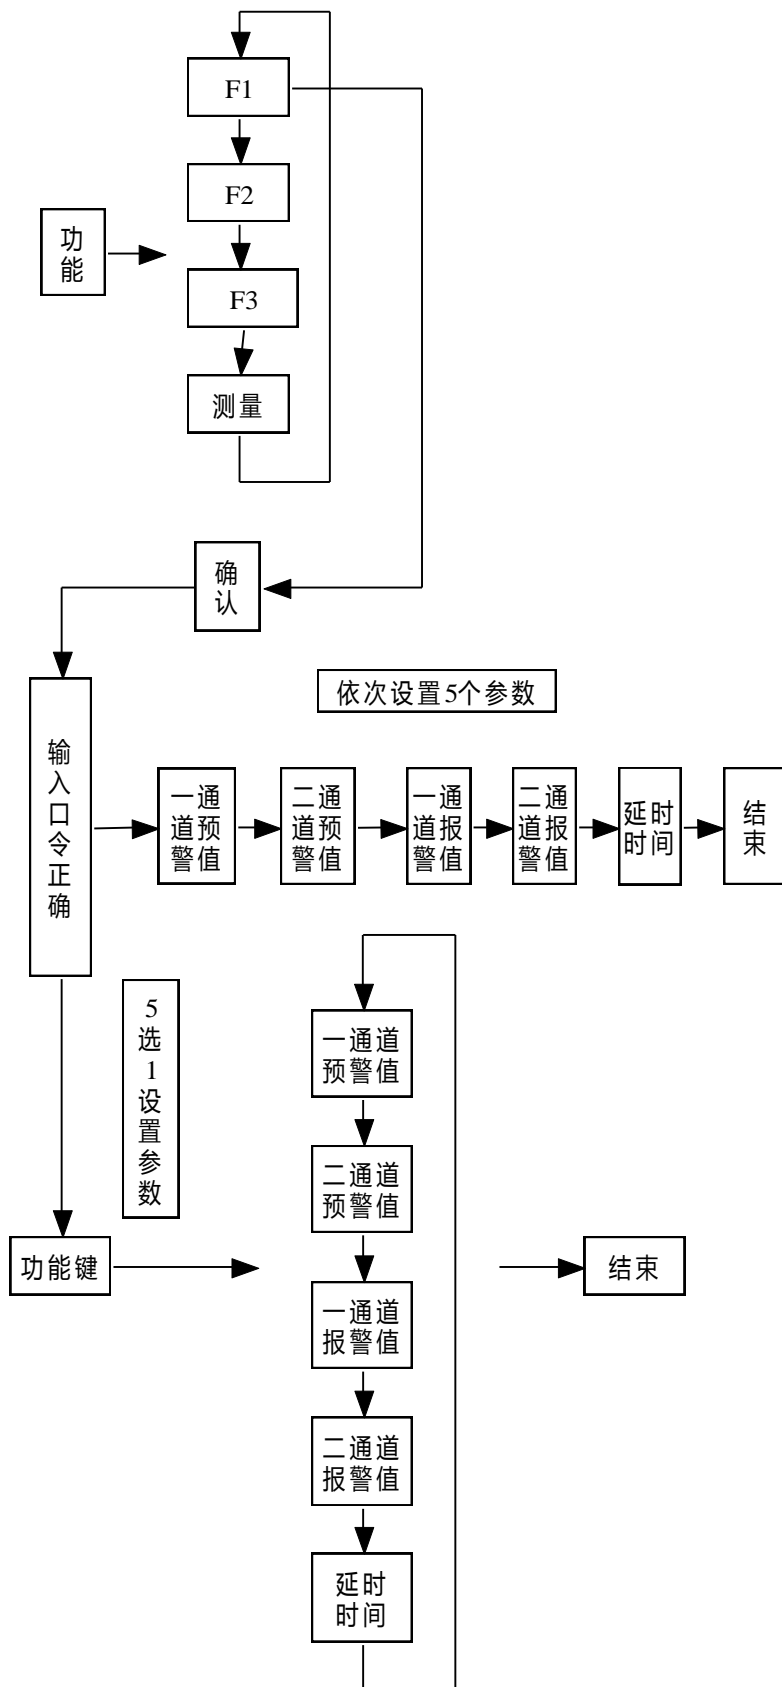 F1
F2
功
能
F3
测量
确
认
依次设置5个参数
输
入
口
令
正
确
一通
道预
警值
二通
道预
警值
一通
道报
警值
二通
道报
警值
延时
时间
结
束
5
选
1
设
置
参
数
一通道
预警值
二通道
预警值
功能键
一通道
报警值
结束
二通道
报警值
延时
时间